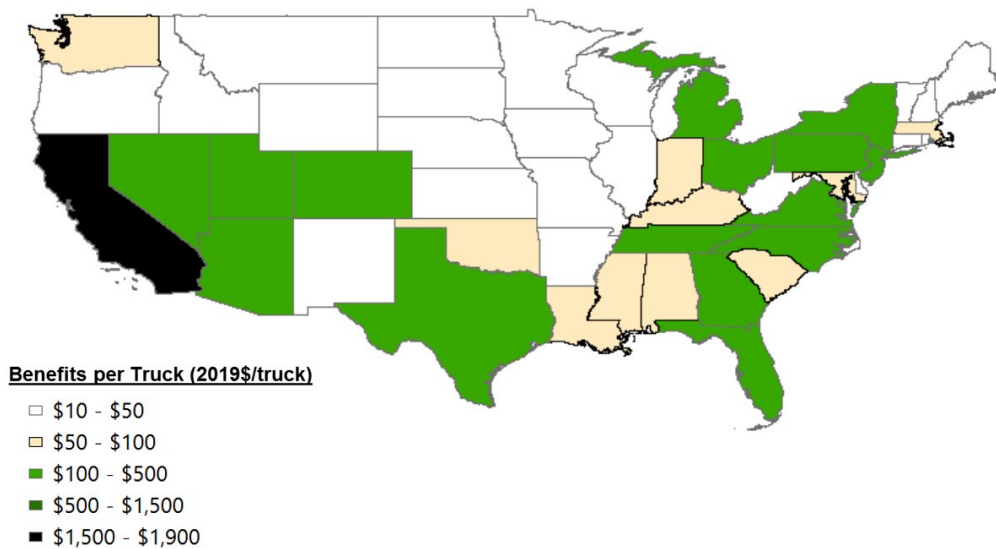 Benefits per Truck (2019$/truck)
$10 - $50
$50 - $100
$100 - $500
$500 - $1,500
$1,500 - $1,900